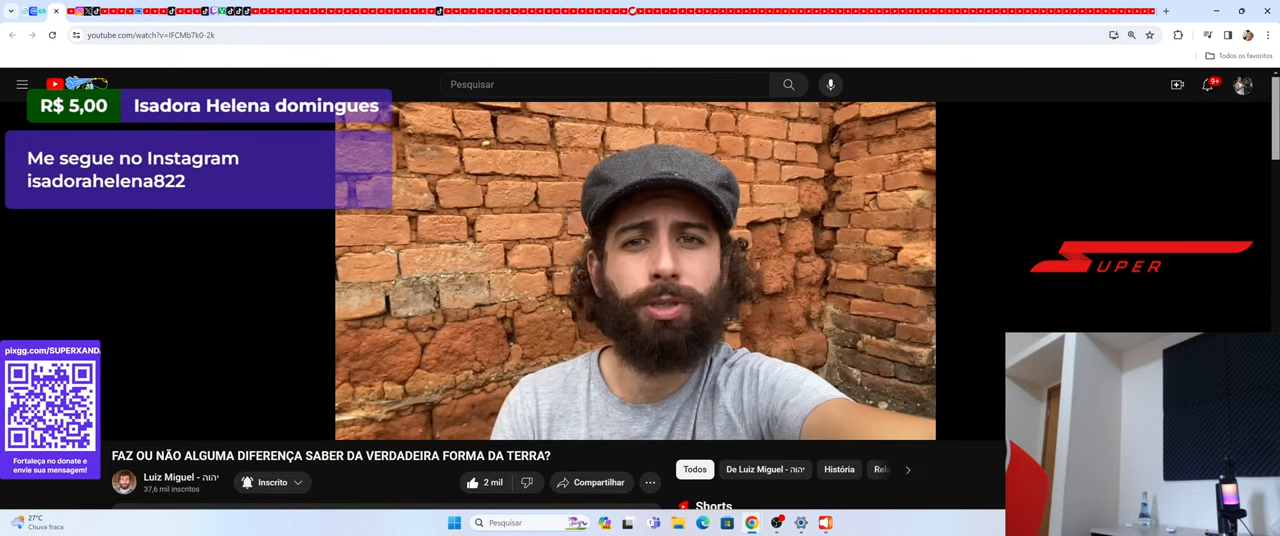 youtube.com/watch?v=IFCMb7k0-2k
Todos os favoritos
Pesquisar
9+
R$ 5,00 Isadora Helena domingues
Me segue no Instagram
isadorahelena822
SUPER
pixgg.com/SUPERXAND
Fortaleça no donate e
envie sua mensagem!
FAZ OU NÃO ALGUMA DIFERENÇA SABER DA VERDADEIRA FORMA DA TERRA?
Luiz Miguel - יהוה
37,6 mil inscritos
Inscrito
2 mil
Compartilhar
Todos
De Luiz Miguel - יהוה
História
Rela
Shorts
27°C
Chuva fraca
Pesquisar